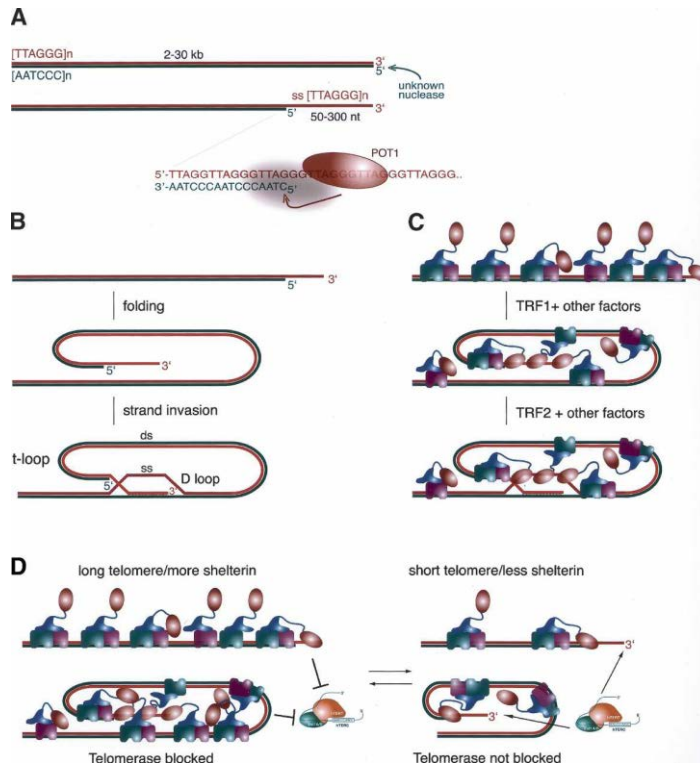 A
[TTAGGG]n
2-30 kb
3'
5'
[AATCCC]n
unknown
nuclease
ss [TTAGGG]n
3'
5'
50-300 nt
POT1
5'-TTAGGTTAGGGTTAGGGTTAGGGTTAGGGTTAGGG..
3'-AATCCCAATCCCAATC5'
B
3'
5'
folding
5'
3'
strand invasion
ds
t-loop
ss
D loop
5'
3'
C
TRF1+ other factors
TRF2 + other factors
D
long telomere/more shelterin
short telomere/less shelterin
3'
3'
Telomerase blocked
Telomerase not blocked